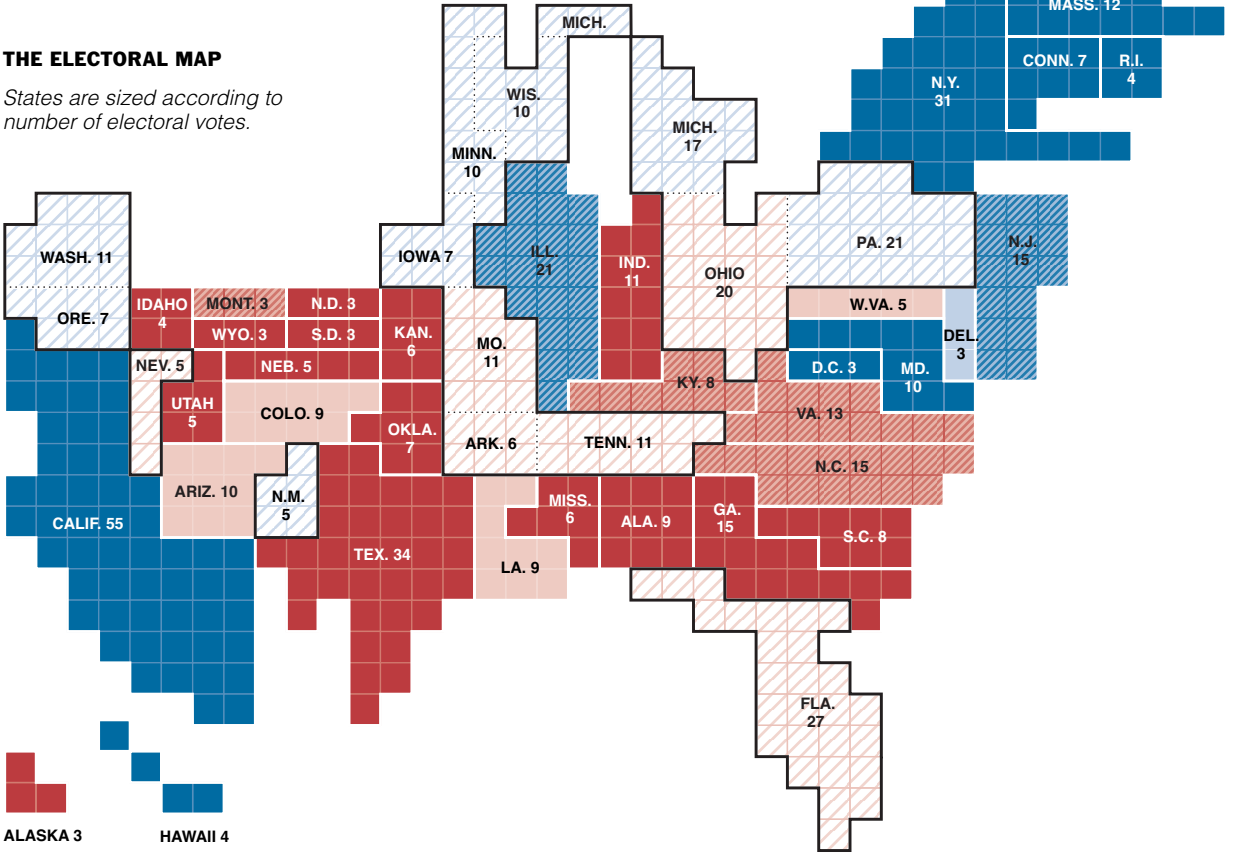 THE ELECTORAL MAP
States are sized according to
number of electoral votes.
MASS. 12
MICH.
CONN. 7
R.I.
4
N.Y.
31
WIS.
10
MICH.
17
MINN.
10
WASH. 11
IOWA 7
ILL.
21
IND.
11
OHIO
20
PA. 21
N.J.
15
ORE. 7
IDAHO
4
MONT. 3
N.D. 3
W.VA. 5
WYO. 3
S.D. 3
KAN.
6
MO.
11
DEL.
3
NEV. 5
NEB. 5
KY. 8
D.C. 3
MD.
10
UTAH
5
COLO. 9
OKLA.
7
ARK. 6
TENN. 11
VA. 13
N.C. 15
ARIZ. 10
N.M.
5
MISS.
6
ALA. 9
GA.
15
CALIF. 55
TEX. 34
LA. 9
S.C. 8
FLA.
27
ALASKA 3
HAWAII 4